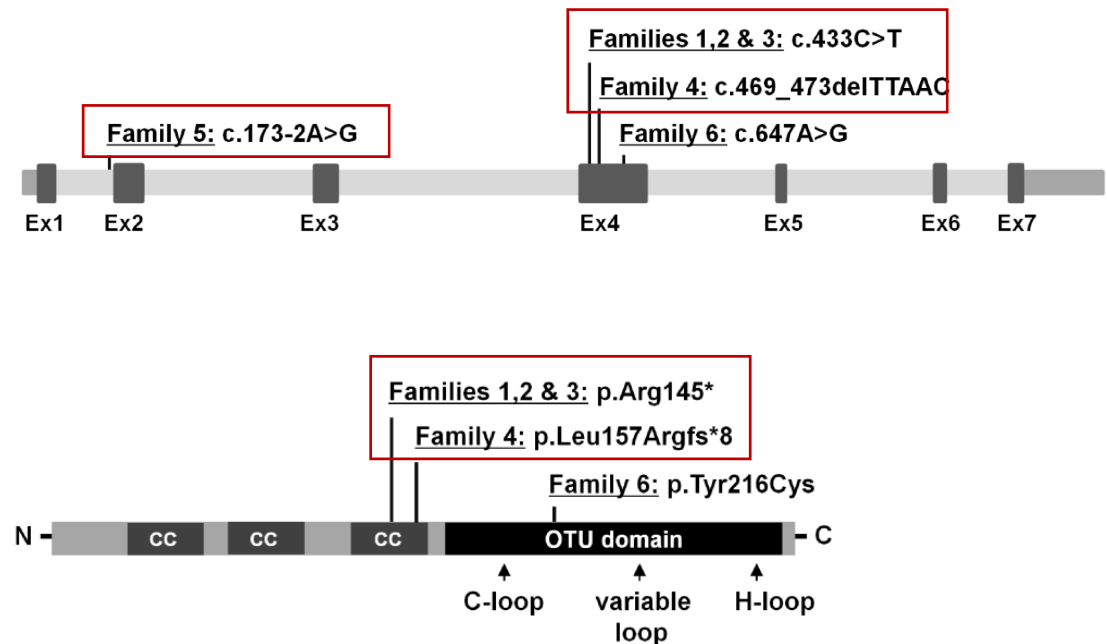 Families 1,2 & 3: c.433C>T
Family 4: c.469_473delTTAAC
Family 5: c.173-2A>G
Family 6: c.647A>G
Ex1 Ex2 Ex3 Ex4 Ex5 Ex6 Ex7
Families 1,2 & 3: p.Arg145*
Family 4: p.Leu157Argfs*8
Family 6: p.Tyr216Cys
N CC CC CC OTU domain C
C-loop variable H-loop
loop